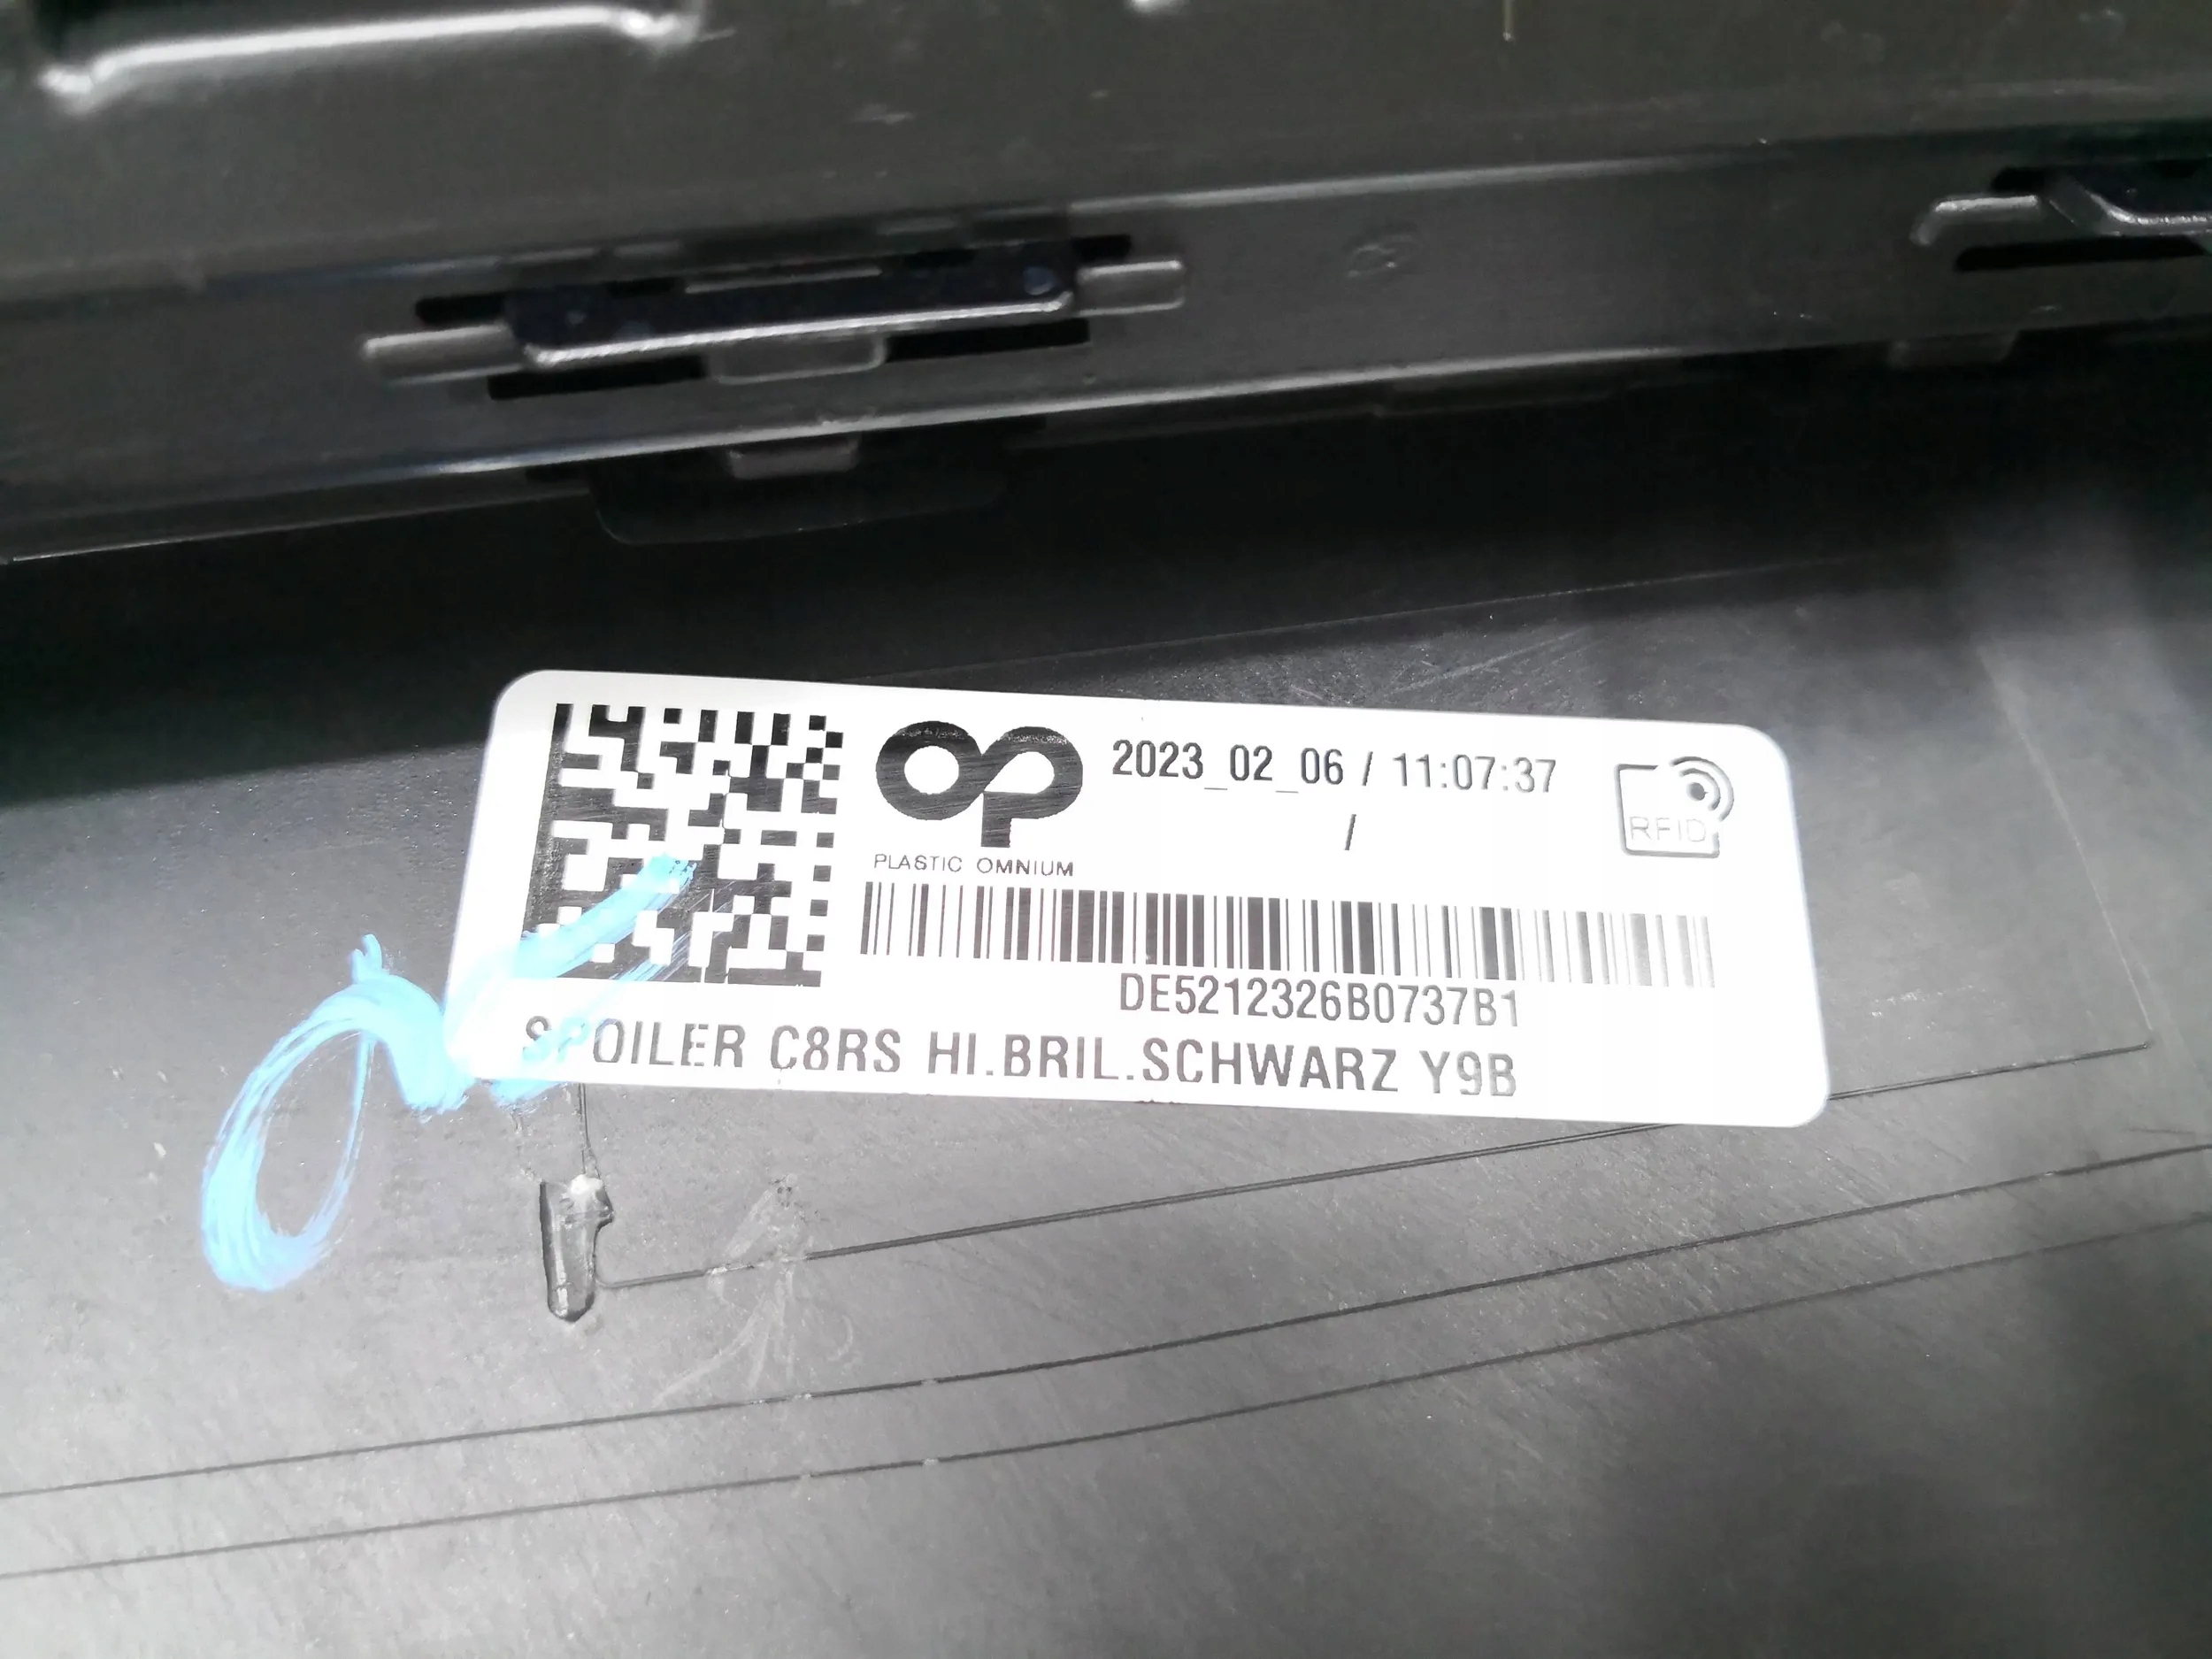 2023_02_06 / 11:07:37
/
RFID
PLASTIC OMNIUM
DE5212326B0737B1
SPOILER C8RS HI.BRIL.SCHWARZ Y9B